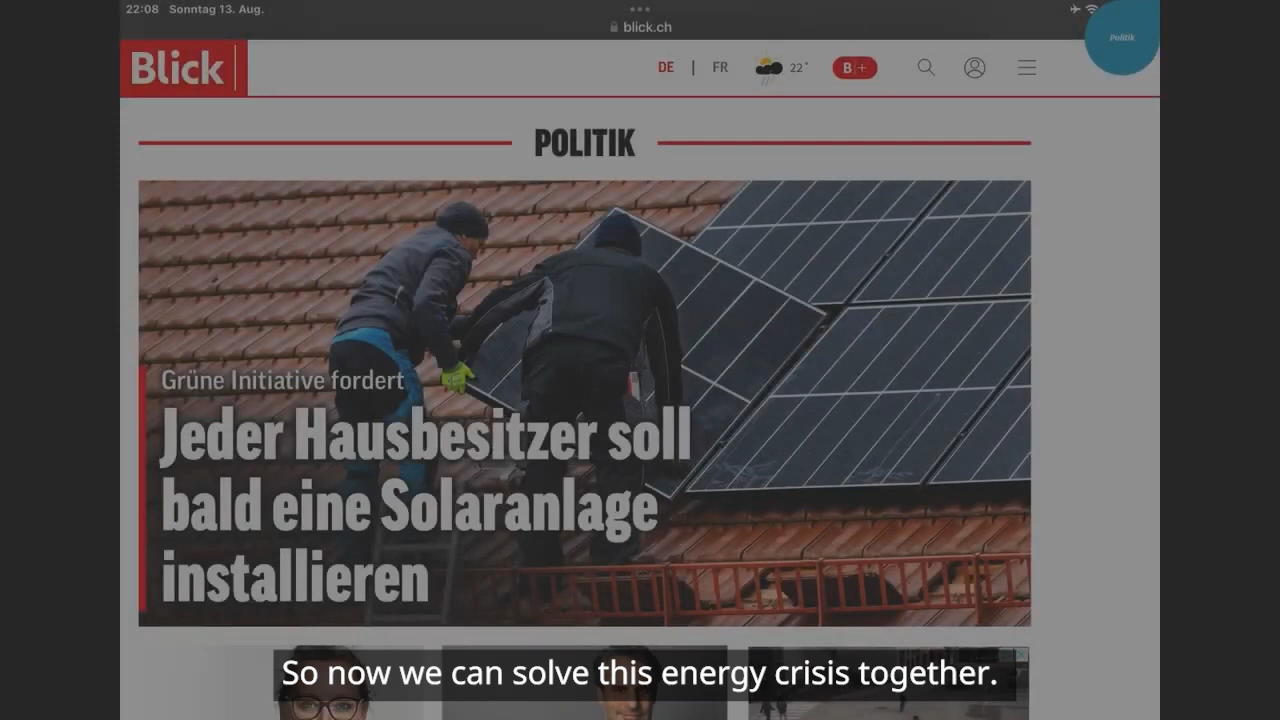 22:08 Sonntag 13. Aug.
blick.ch
Blick
DE | FR 22° B+
Politik
POLITIK
Grüne Initiative fordert
Jeder Hausbesitzer soll
bald eine Solaranlage
installieren
So now we can solve this energy crisis together.